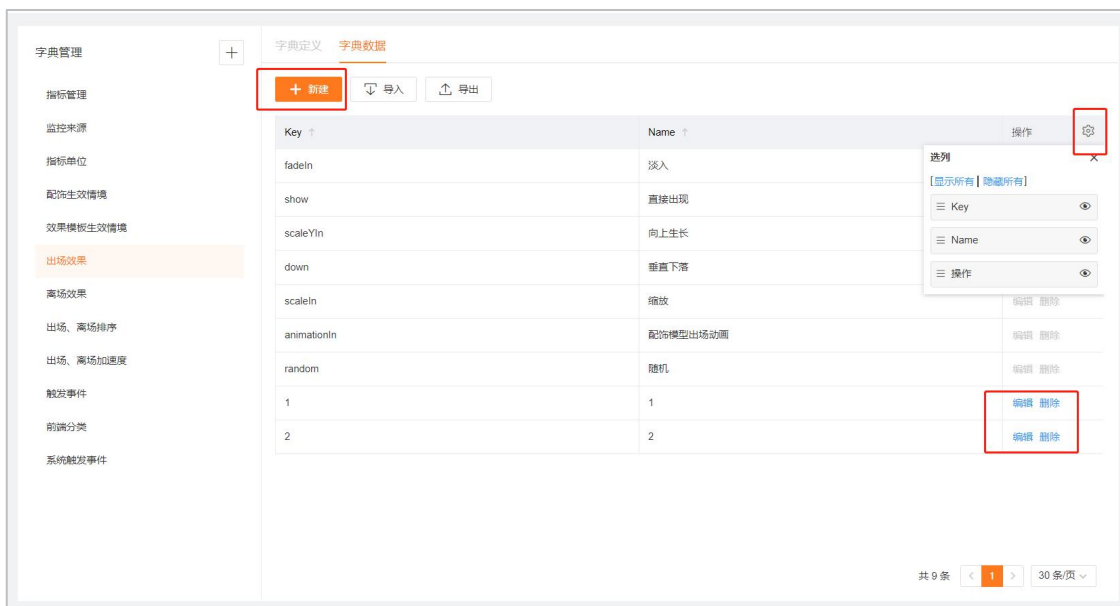 字典管理
字典定义 字典数据
新建 导入 导出
指标管理
监控来源
指标单位
配饰生效情境
效果模板生效情境
出场效果
离场效果
出场、离场排序
出场、离场加速度
触发事件
前端分类
系统触发事件
Key Name 操作
fadeIn 淡入
show 直接出现
scaleYIn 向上生长
down 垂直下落
scaleIn 缩放 编辑 删除
animationIn 配饰模型出场动画 编辑 删除
random 随机 编辑 删除
1 1 编辑 删除
2 2 编辑 删除
选列 X
[显示所有 | 隐藏所有]
Key
Name
操作
共 9 条 < 1 > 30 条/页